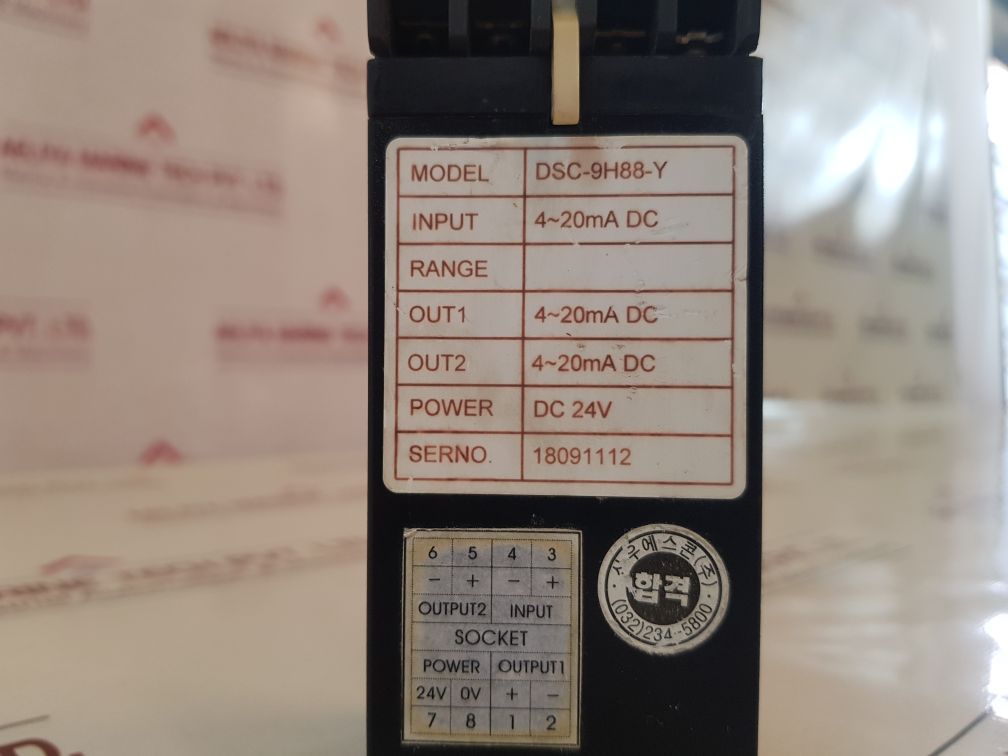 MODEL DSC-9H88-Y
INPUT 4~20mA DC
RANGE
OUT1 4~20mA DC
OUT2 4~20mA DC
POWER DC 24V
SERNO. 18091112
6 5 4 3
− + − +
OUTPUT2 INPUT
SOCKET
POWER OUTPUT1
24V 0V + −
7 8 1 2
합격
(032)234-5800